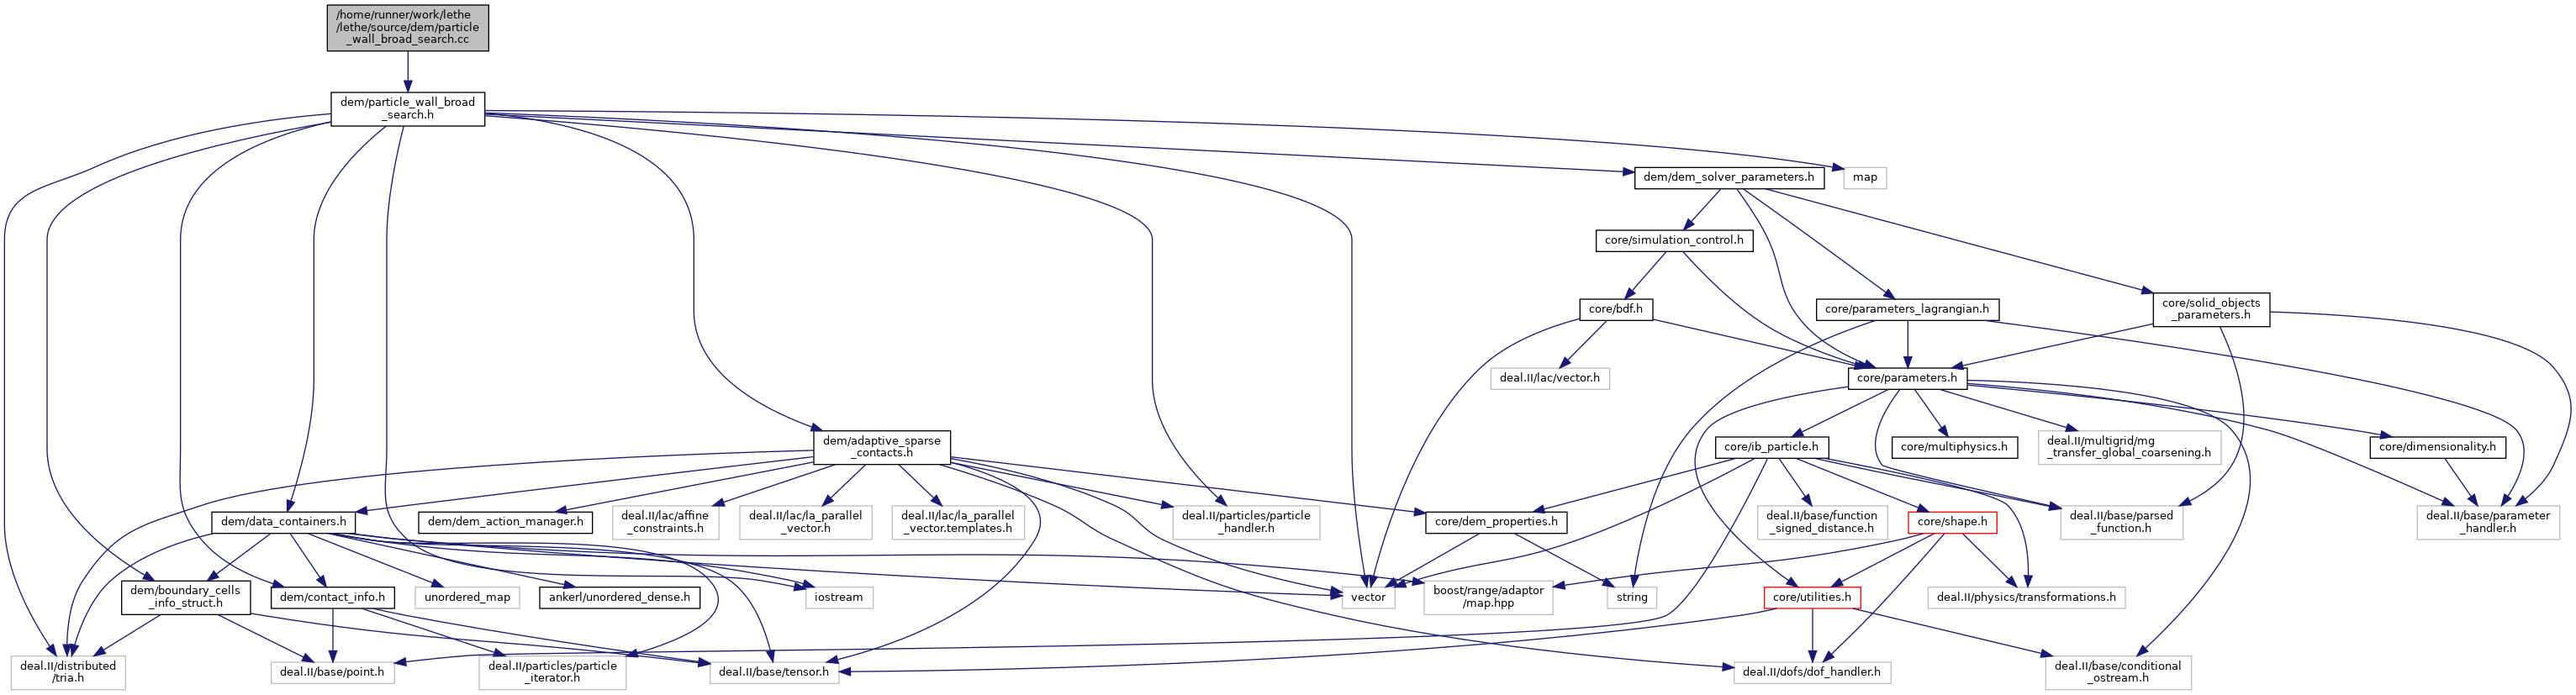 /home/runner/work/lethe
/lethe/source/dem/particle
_wall_broad_search.cc
dem/particle_wall_broad
_search.h
dem/dem_solver_parameters.h
map
core/simulation_control.h
core/bdf.h
core/parameters_lagrangian.h
core/solid_objects
_parameters.h
deal.II/lac/vector.h
core/parameters.h
dem/adaptive_sparse
_contacts.h
core/ib_particle.h
core/multiphysics.h
deal.II/multigrid/mg
_transfer_global_coarsening.h
core/dimensionality.h
dem/data_containers.h
dem/dem_action_manager.h
deal.II/lac/affine
_constraints.h
deal.II/lac/la_parallel
_vector.h
deal.II/lac/la_parallel
_vector.templates.h
deal.II/particles/particle
_handler.h
core/dem_properties.h
deal.II/base/function
_signed_distance.h
core/shape.h
deal.II/base/parsed
_function.h
deal.II/base/parameter
_handler.h
dem/boundary_cells
_info_struct.h
dem/contact_info.h
unordered_map
ankerl/unordered_dense.h
iostream
vector
boost/range/adaptor
/map.hpp
string
core/utilities.h
deal.II/physics/transformations.h
deal.II/distributed
/tria.h
deal.II/base/point.h
deal.II/particles/particle
_iterator.h
deal.II/base/tensor.h
deal.II/dofs/dof_handler.h
deal.II/base/conditional
_ostream.h